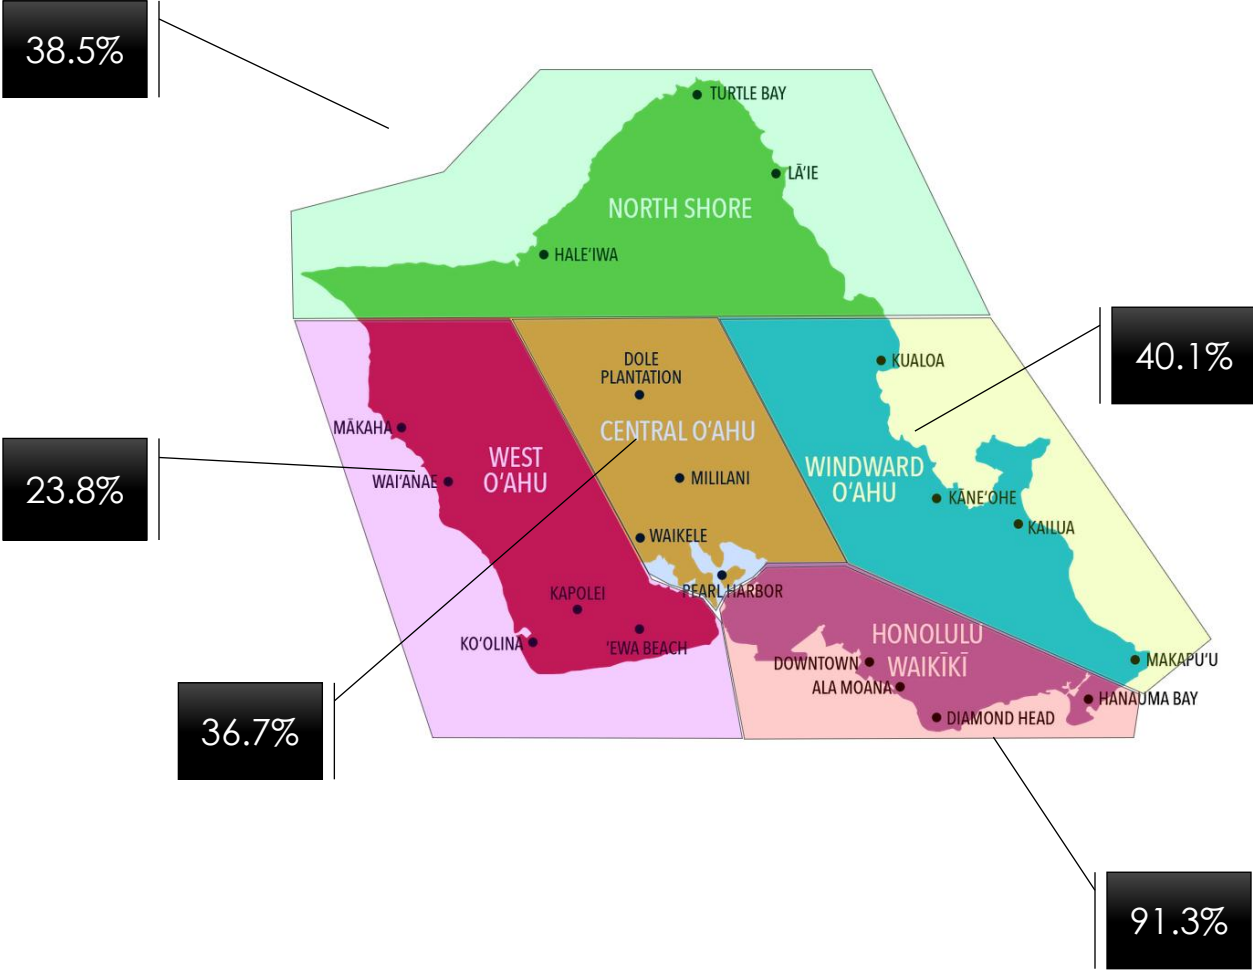 38.5%
TURTLE BAY
LĀ‘IE
NORTH SHORE
HALE‘IWA
40.1%
KUALOA
DOLE
PLANTATION
CENTRAL O‘AHU
MĀKAHA
WEST
O‘AHU
WAI‘ANAE
23.8%
MILILANI
WINDWARD
O‘AHU
KĀNE‘OHE
KAILUA
WAIKELE
PEARL HARBOR
KAPOLEI
KO‘OLINA
‘EWA BEACH
HONOLULU
WAIKĪKĪ
DOWNTOWN
ALA MOANA
DIAMOND HEAD
MAKAPU‘U
HANAUMA BAY
36.7%
91.3%